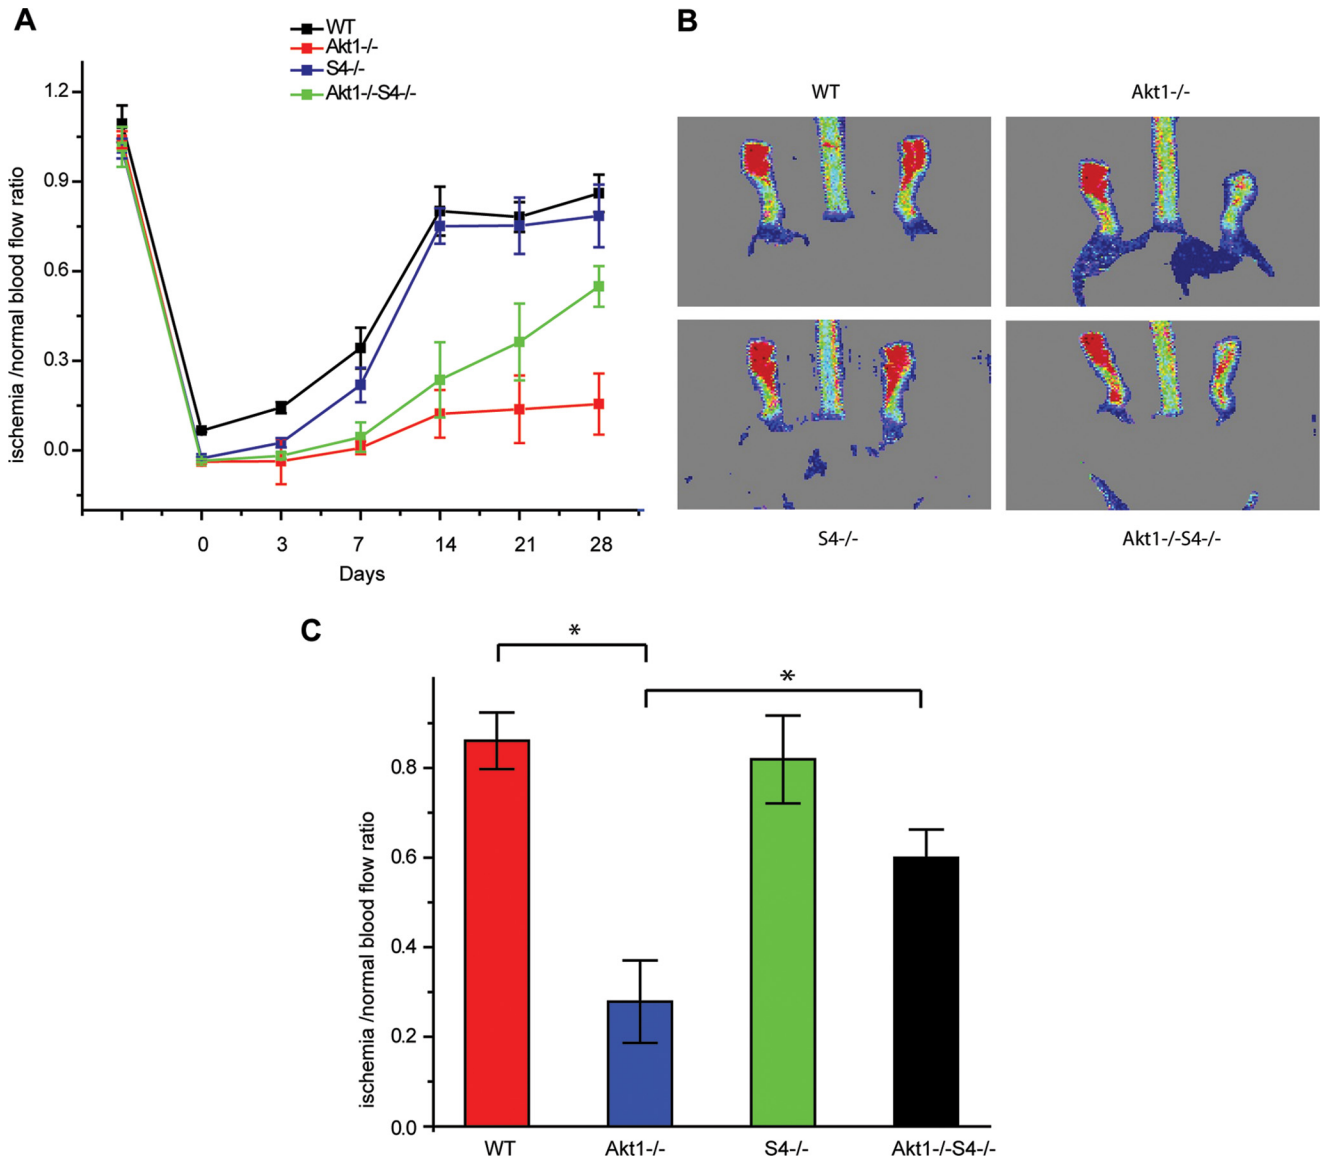 A
WT
Akt1-/-
S4-/-
Akt1-/-S4-/-
1.2
0.9
0.6
0.3
0.0
ischemia /normal blood flow ratio
0 3 7 14 21 28
Days
B
WT Akt1-/-
S4-/- Akt1-/-S4-/-
C
*
*
0.8
0.6
0.4
0.2
0.0
ischemia /normal blood flow ratio
WT Akt1-/- S4-/- Akt1-/-S4-/-